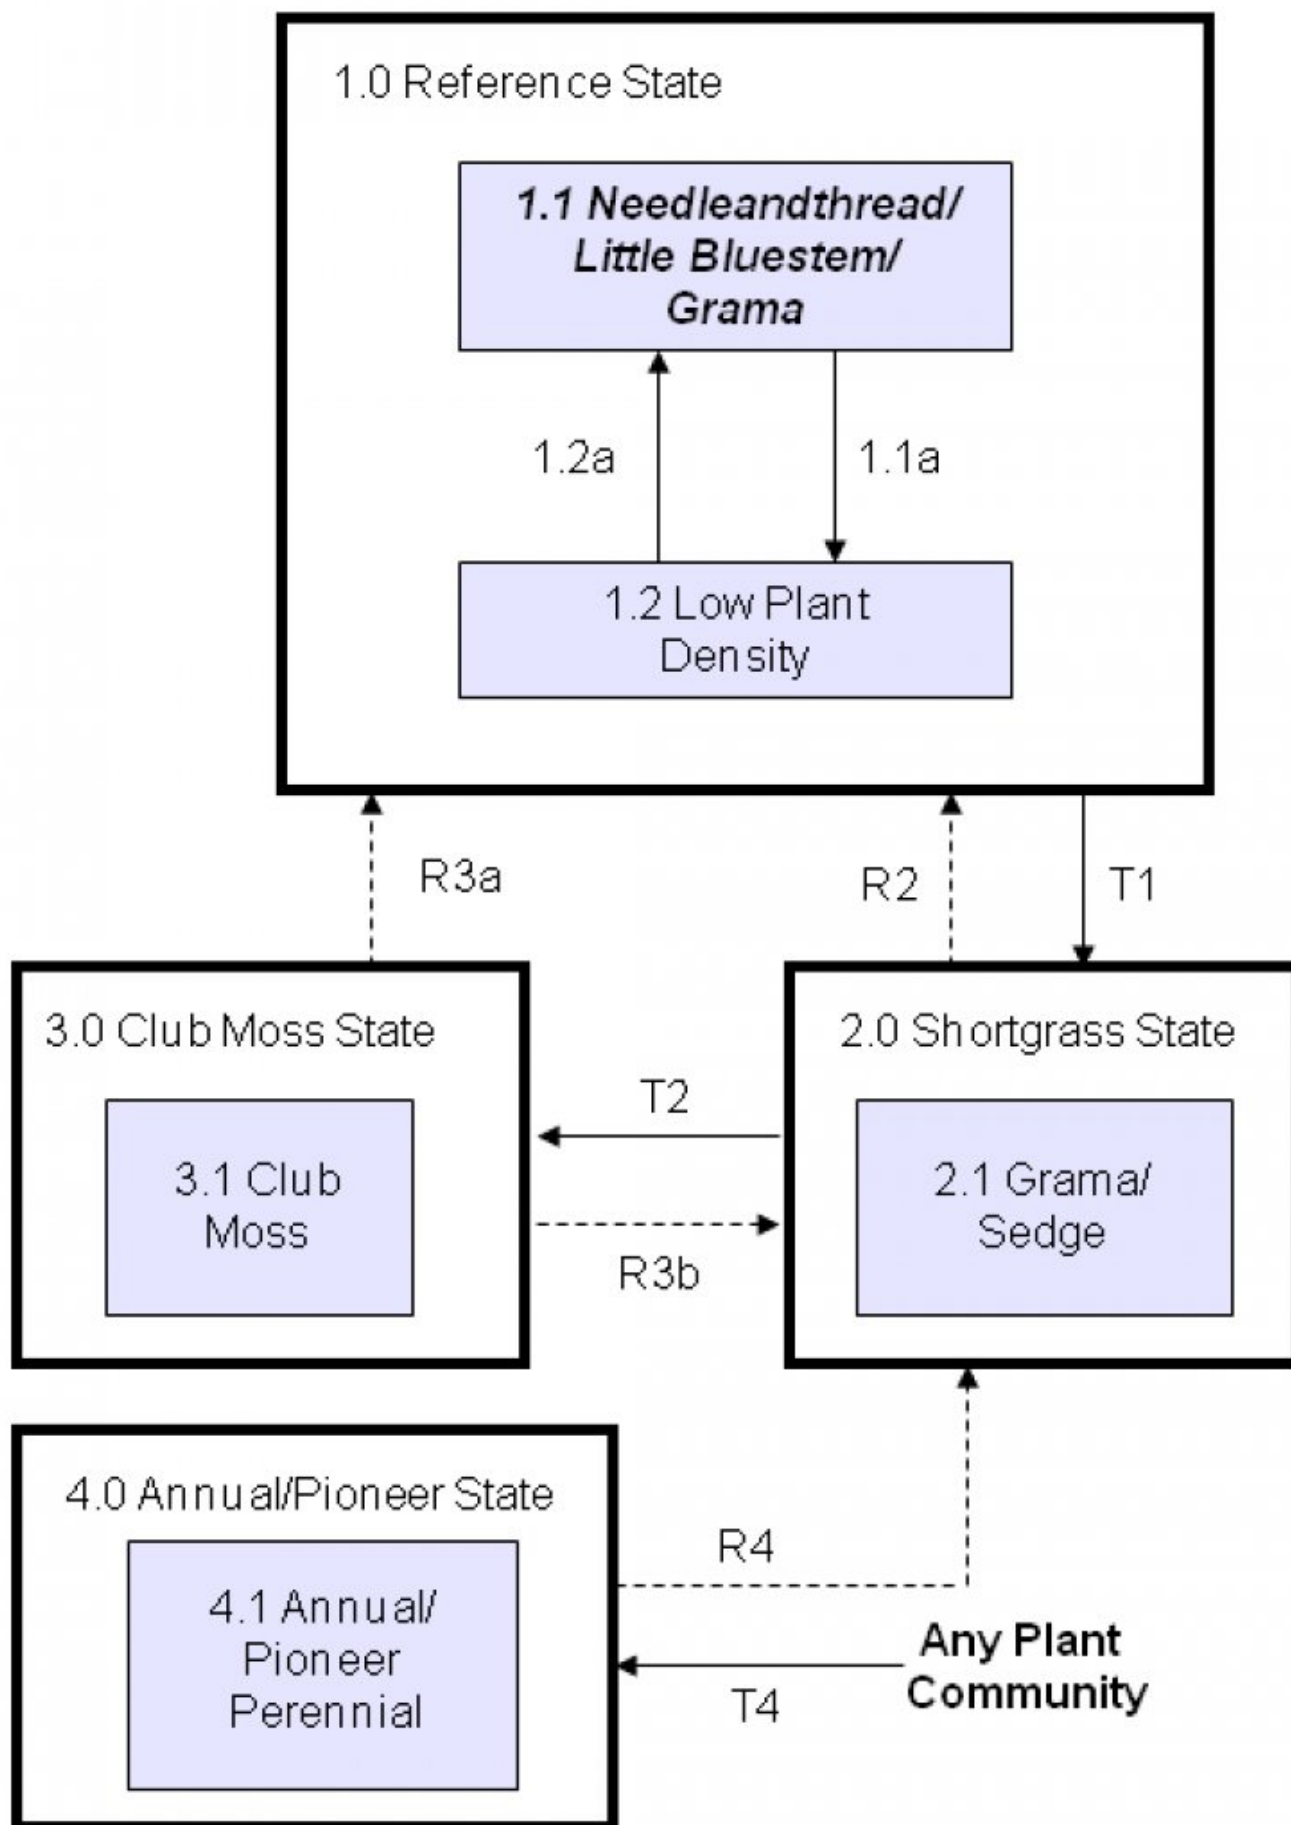 1.0 Reference State
1.1 Needleandthread/
Little Bluestem/
Grama
1.2a
1.1a
1.2 Low Plant
Density
R3a
R2
T1
3.0 Club Moss State
2.0 Shortgrass State
T2
3.1 Club
Moss
2.1 Grama/
Sedge
R3b
4.0 Annual/Pioneer State
R4
4.1 Annual/
Pioneer
Perennial
Any Plant
Community
T4